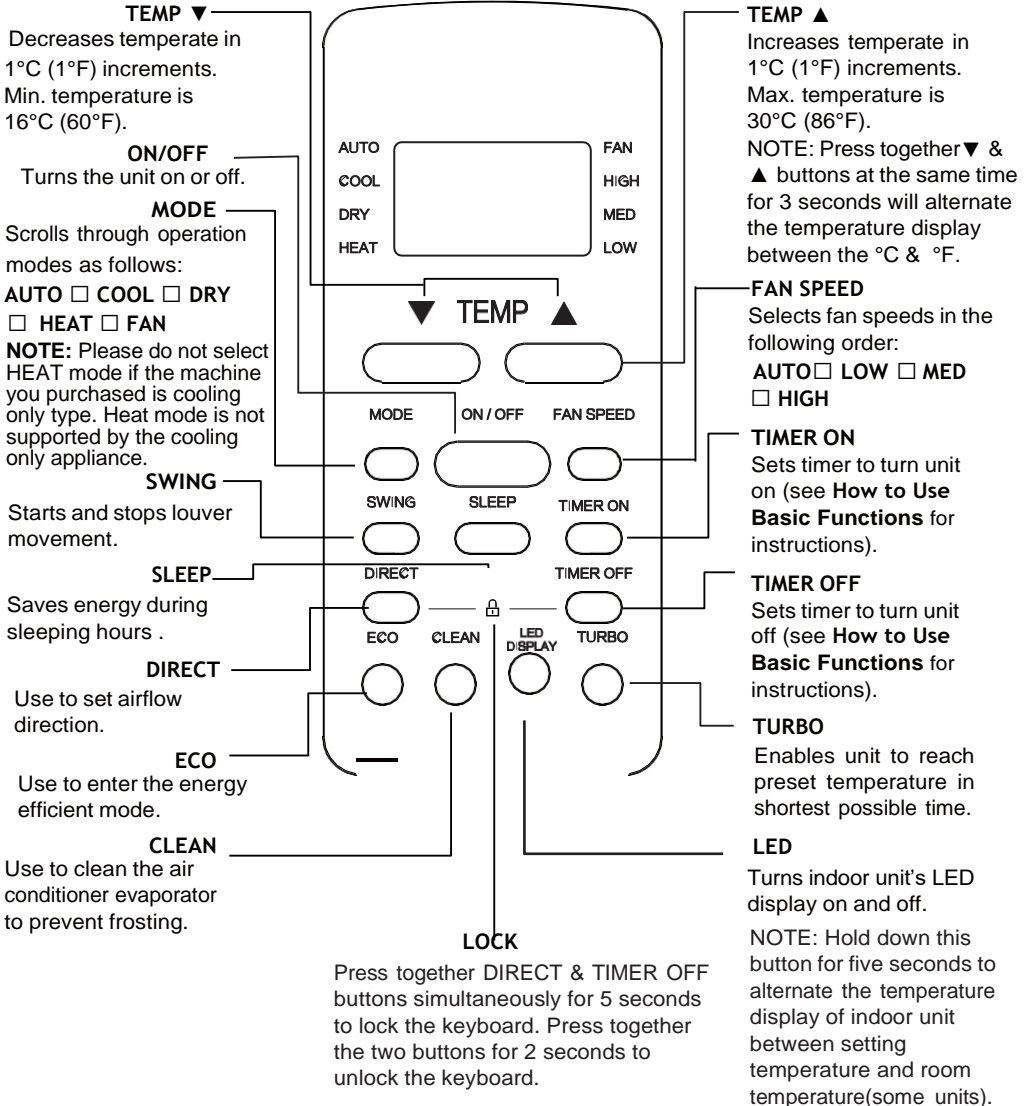 TEMP ▼
Decreases temperate in
1°C (1°F) increments.
Min. temperature is
16°C (60°F).
ON/OFF
Turns the unit on or off.
MODE
Scrolls through operation
modes as follows:
AUTO □ COOL □ DRY
□ HEAT □ FAN
NOTE: Please do not select
HEAT mode if the machine
you purchased is cooling
only type. Heat mode is not
supported by the cooling
only appliance.
SWING
Starts and stops louver
movement.
SLEEP
Saves energy during
sleeping hours .
DIRECT
Use to set airflow
direction.
ECO
Use to enter the energy
efficient mode.
CLEAN
Use to clean the air
conditioner evaporator
to prevent frosting.
AUTO
COOL
DRY
HEAT
FAN
HIGH
MED
LOW
▼ TEMP ▲
MODE ON / OFF FAN SPEED
SWING SLEEP TIMER ON
DIRECT TIMER OFF
ECO CLEAN LED DISPLAY TURBO
LOCK
Press together DIRECT & TIMER OFF
buttons simultaneously for 5 seconds
to lock the keyboard. Press together
the two buttons for 2 seconds to
unlock the keyboard.
TEMP ▲
Increases temperate in
1°C (1°F) increments.
Max. temperature is
30°C (86°F).
NOTE: Press together▼ &
▲ buttons at the same time
for 3 seconds will alternate
the temperature display
between the °C & °F.
FAN SPEED
Selects fan speeds in the
following order:
AUTO□ LOW □ MED
□ HIGH
TIMER ON
Sets timer to turn unit
on (see How to Use
Basic Functions for
instructions).
TIMER OFF
Sets timer to turn unit
off (see How to Use
Basic Functions for
instructions).
TURBO
Enables unit to reach
preset temperature in
shortest possible time.
LED
Turns indoor unit's LED
display on and off.
NOTE: Hold down this
button for five seconds to
alternate the temperature
display of indoor unit
between setting
temperature and room
temperature(some units).